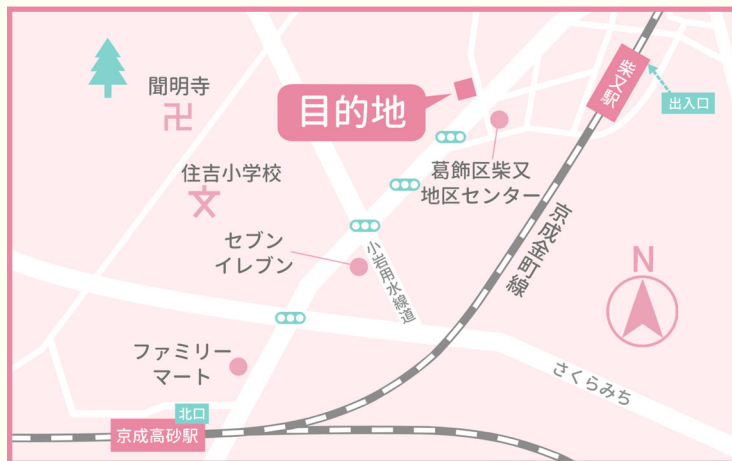 聞明寺
目的地
柴又駅
出入口
住吉小学校
葛飾区柴又
地区センター
セブン
イレブン
小岩用水線道
京成金町線
N
ファミリー
マート
さくらみち
北口
京成高砂駅